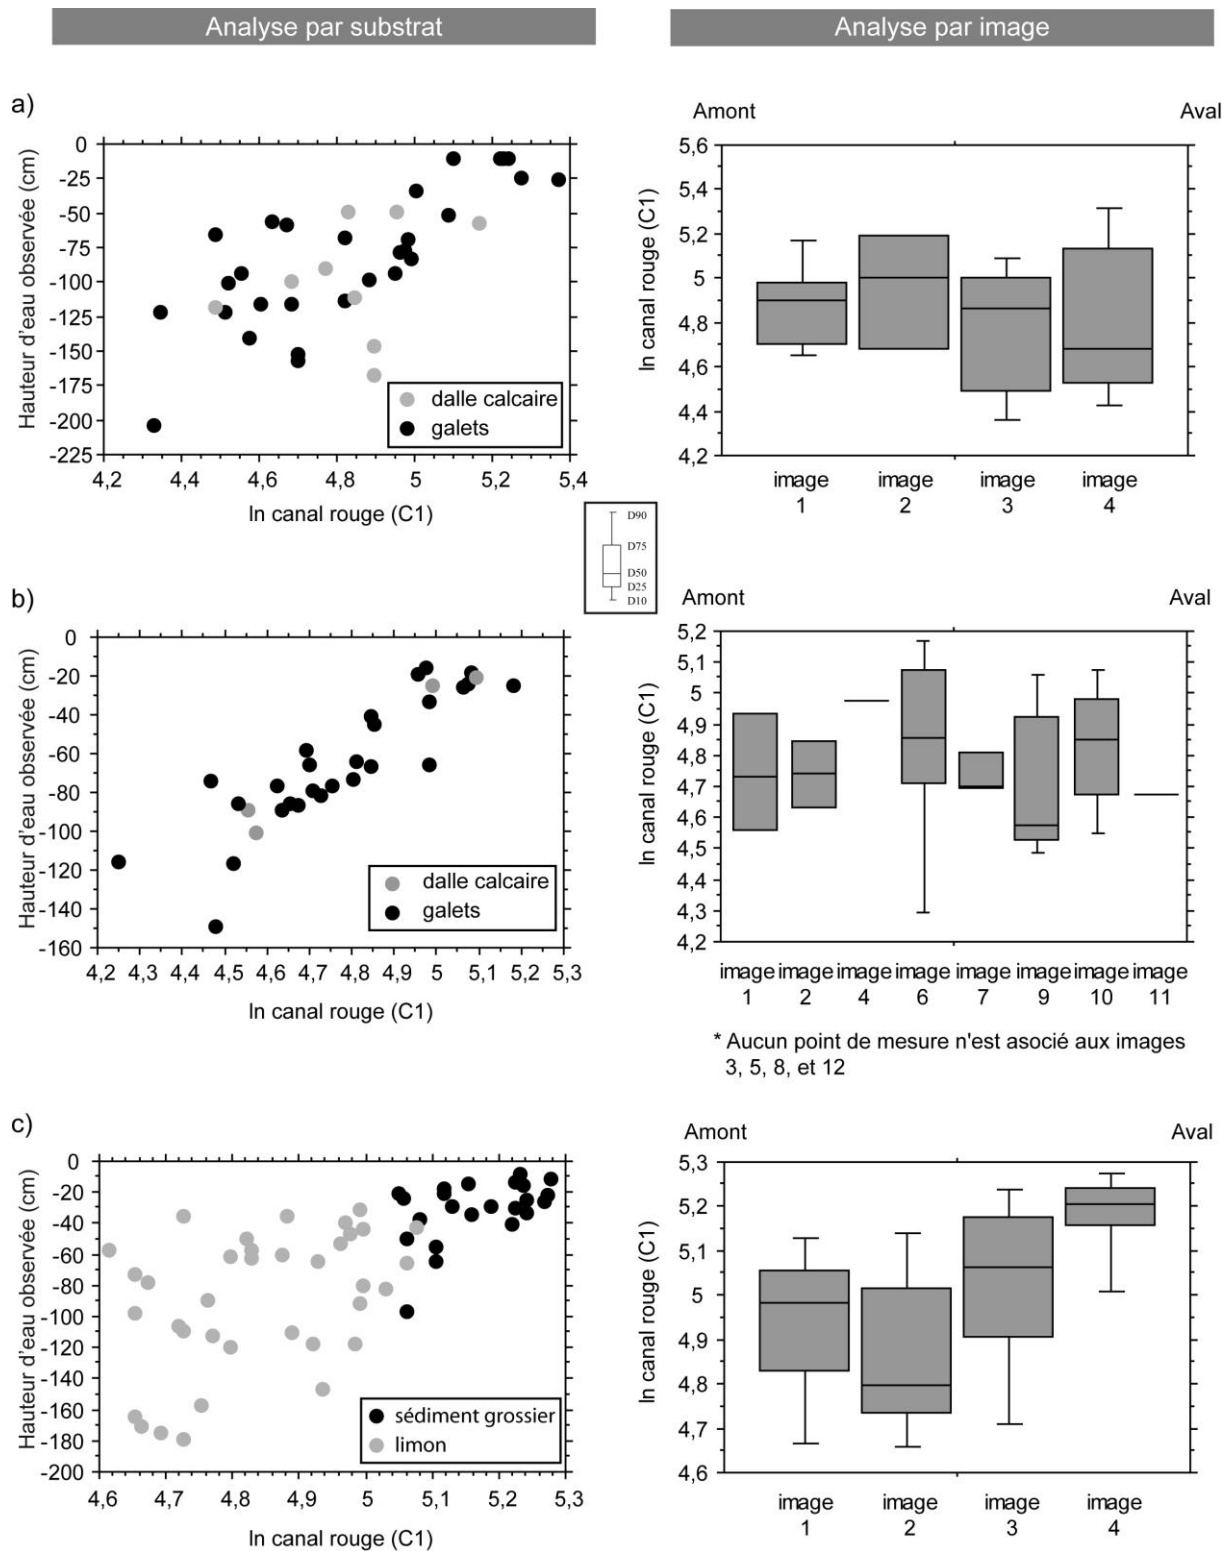 Analyse par substrat
Analyse par image
a)
Hauteur d'eau observée (cm)
0
-25
-50
-75
-100
-125
-150
-175
-200
-225
4,2
4,4
4,6
4,8
5
5,2
5,4
ln canal rouge (C1)
dalle calcaire
galets
Amont
Aval
ln canal rouge (C1)
5,6
5,4
5,2
5
4,8
4,6
4,4
4,2
image 1
image 2
image 3
image 4
D90
D75
D50
D25
D10
b)
Hauteur d'eau observée (cm)
0
-20
-40
-60
-80
-100
-120
-140
-160
4,2
4,3
4,4
4,5
4,6
4,7
4,8
4,9
5
5,1
5,2
5,3
ln canal rouge (C1)
dalle calcaire
galets
Amont
Aval
ln canal rouge (C1)
5,2
5,1
5
4,9
4,8
4,7
4,6
4,5
4,4
4,3
4,2
image 1
image 2
image 4
image 6
image 7
image 9
image 10
image 11
* Aucun point de mesure n'est asocié aux images
3, 5, 8, et 12
c)
Hauteur d'eau observée (cm)
0
-20
-40
-60
-80
-100
-120
-140
-160
-180
-200
4,6
4,7
4,8
4,9
5
5,1
5,2
5,3
ln canal rouge (C1)
sédiment grossier
limon
Amont
Aval
ln canal rouge (C1)
5,3
5,2
5,1
5
4,9
4,8
4,7
4,6
image 1
image 2
image 3
image 4